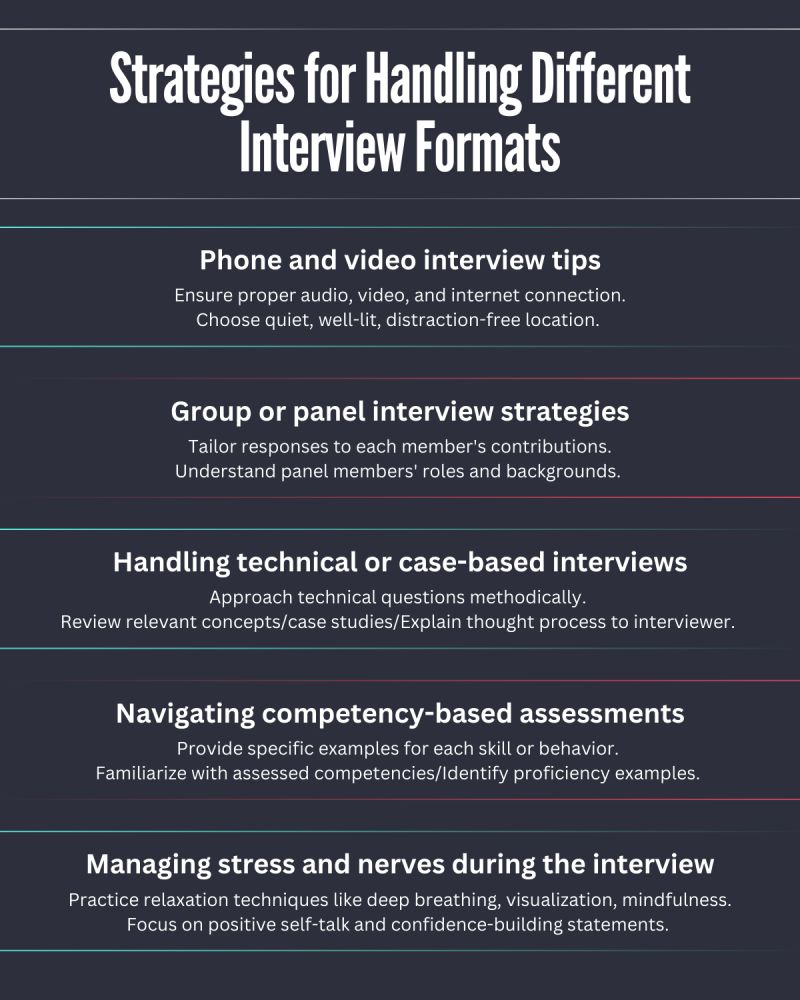 Strategies for Handling Different
Interview Formats
Phone and video interview tips
Ensure proper audio, video, and internet connection.
Choose quiet, well-lit, distraction-free location.
Group or panel interview strategies
Tailor responses to each member's contributions.
Understand panel members' roles and backgrounds.
Handling technical or case-based interviews
Approach technical questions methodically.
Review relevant concepts/case studies/Explain thought process to interviewer.
Navigating competency-based assessments
Provide specific examples for each skill or behavior.
Familiarize with assessed competencies/Identify proficiency examples.
Managing stress and nerves during the interview
Practice relaxation techniques like deep breathing, visualization, mindfulness.
Focus on positive self-talk and confidence-building statements.